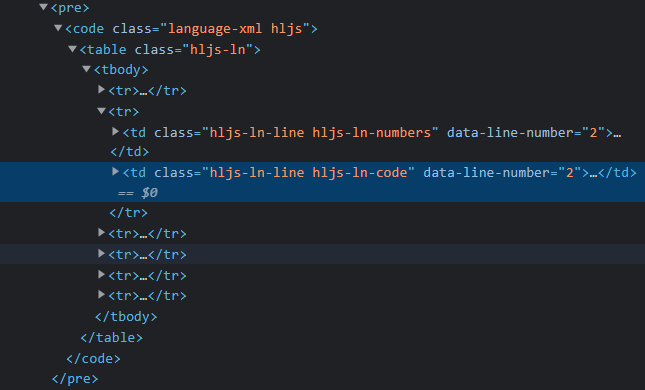 ▼<pre>
▼<code class="language-xml hljs">
▼<table class="hljs-ln">
▼<tbody>
▶<tr>…</tr>
▼<tr>
▶<td class="hljs-ln-line hljs-ln-numbers" data-line-number="2">…
</td>
▶<td class="hljs-ln-line hljs-ln-code" data-line-number="2">…</td>
== $0
</tr>
▶<tr>…</tr>
▶<tr>…</tr>
▶<tr>…</tr>
▶<tr>…</tr>
</tbody>
</table>
</code>
</pre>